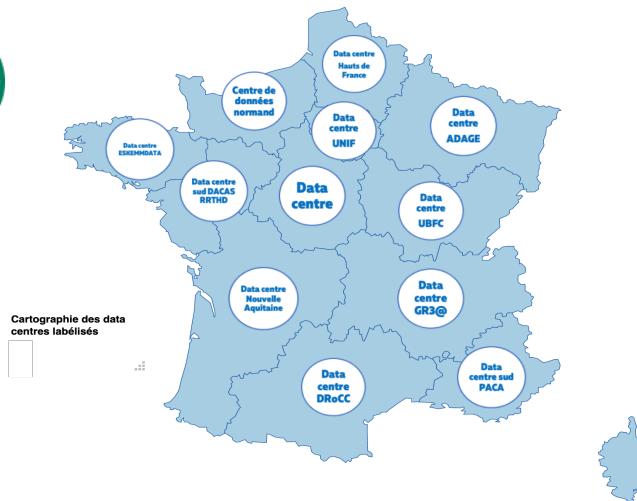 Data centre
Hauts de
France
Centre de
données
normand
Data
centre
UNIF
Data
centre
ADAGE
Data centre
ESKEMMDATA
Data centre
sud DACAS
RRTHD
Data
centre
Data
centre
UBFC
Data centre
Nouvelle
Aquitaine
Data
centre
GR3@
Cartographie des data
centres labélisés
Data
centre
DRoCC
Data
centre sud
PACA